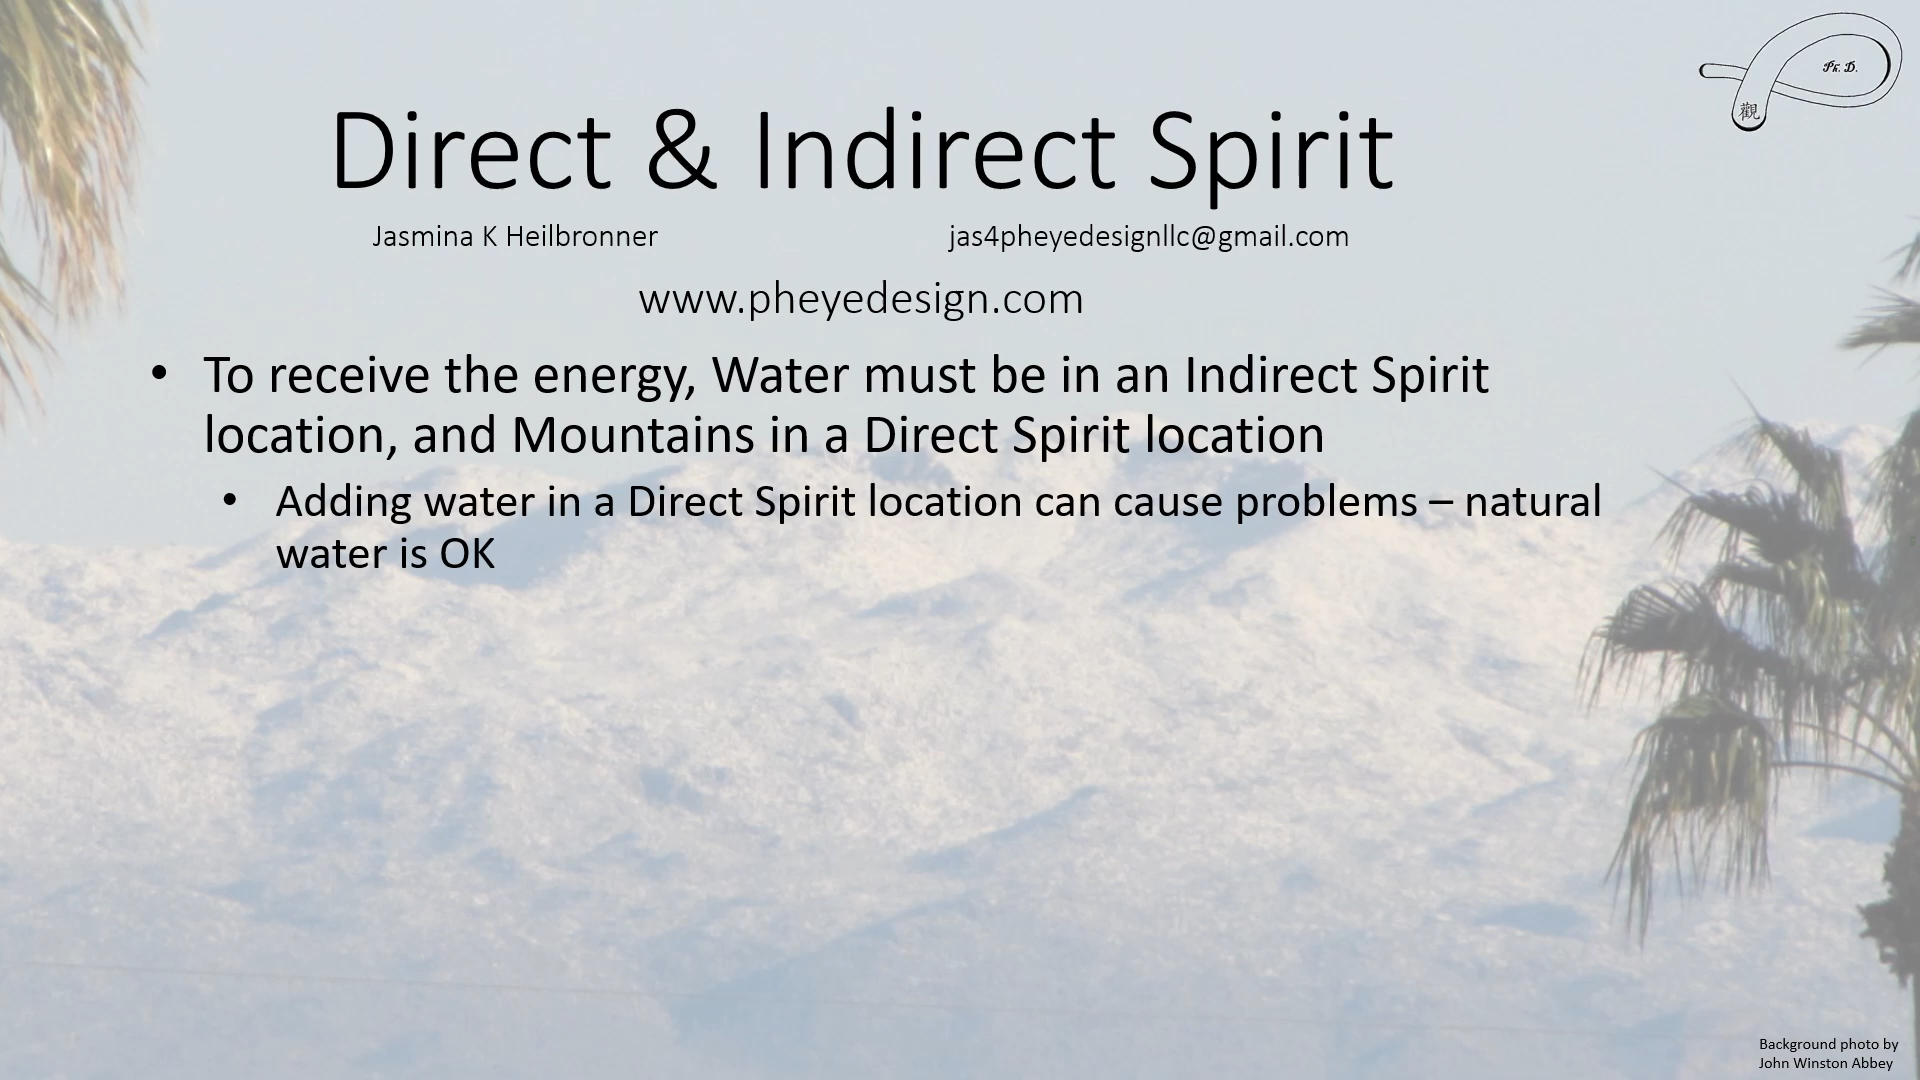 Ph. D.
觀
Direct & Indirect Spirit
Jasmina K Heilbronner jas4pheyedesignllc@gmail.com
www.pheyedesign.com
• To receive the energy, Water must be in an Indirect Spirit
location, and Mountains in a Direct Spirit location
• Adding water in a Direct Spirit location can cause problems – natural
water is OK
Background photo by
John Winston Abbey